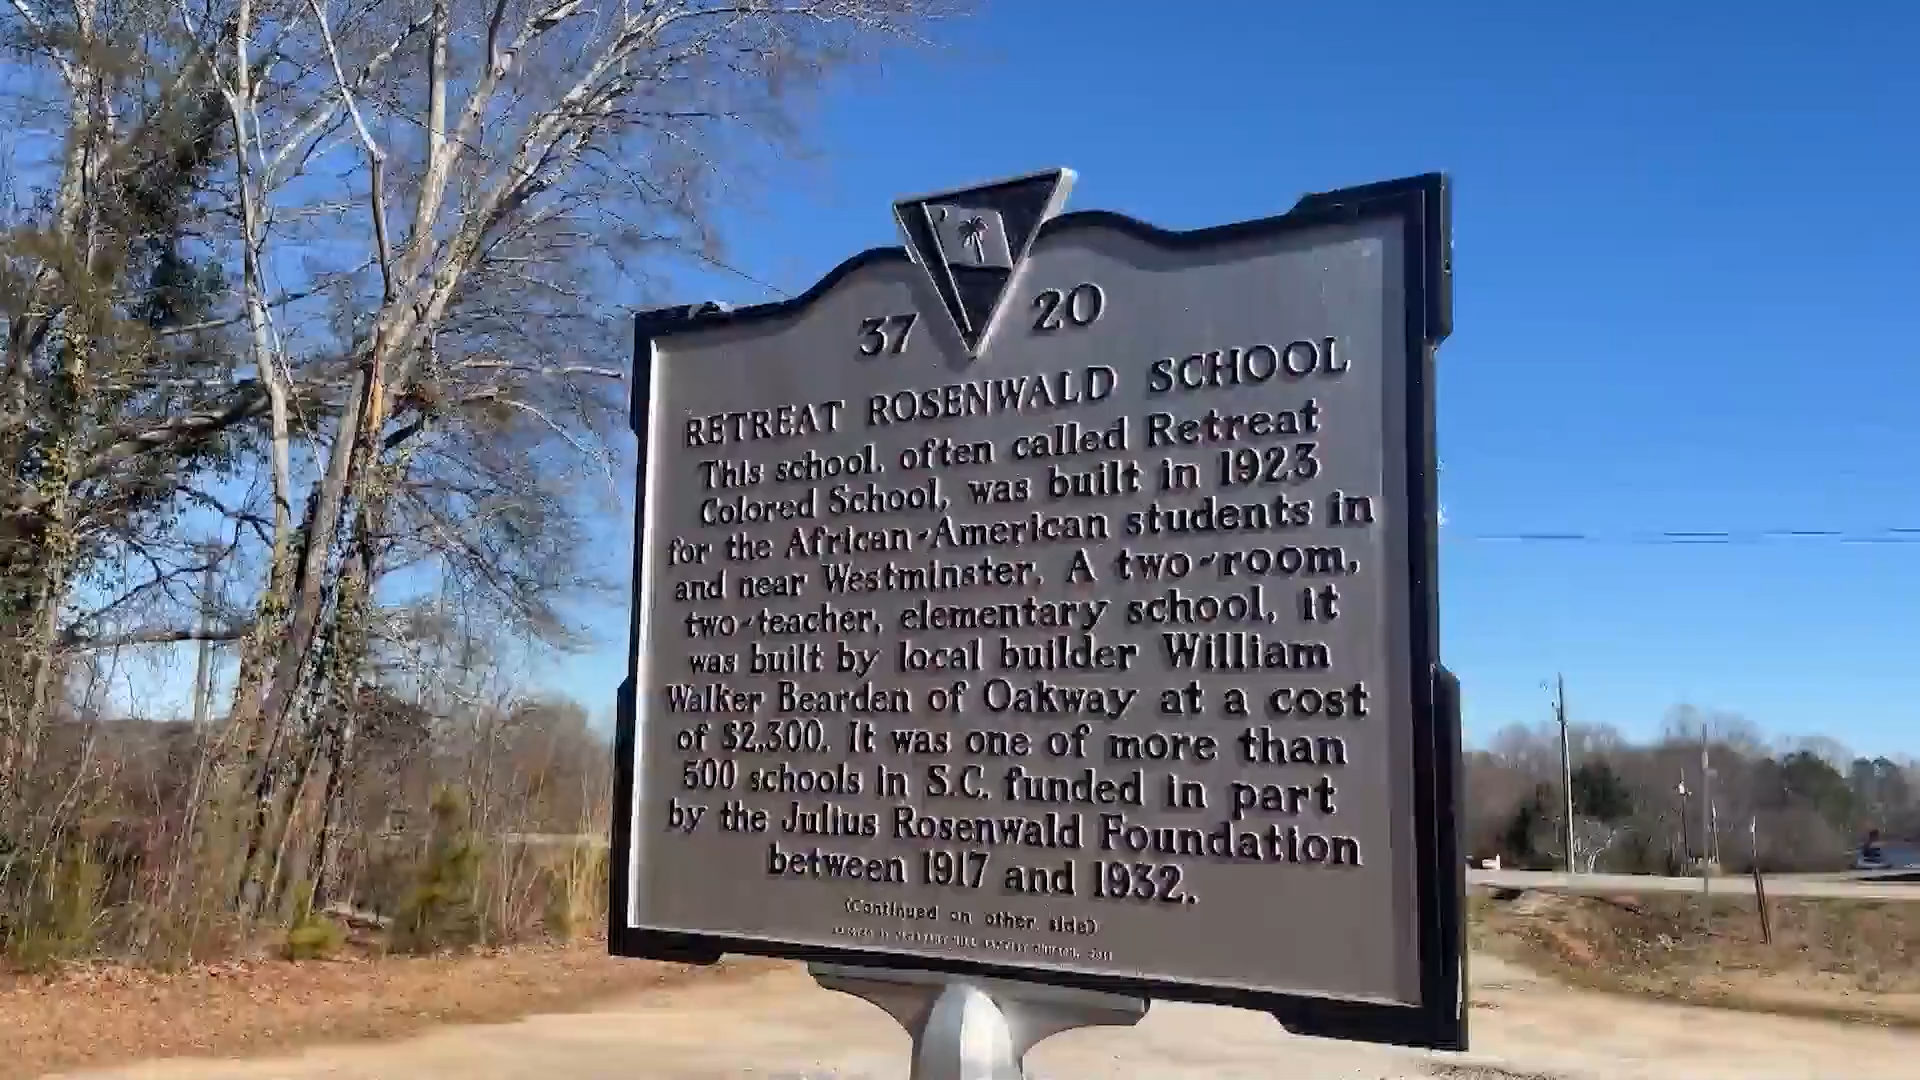 37 20
RETREAT ROSENWALD SCHOOL
This school, often called Retreat
Colored School, was built in 1923
for the African-American students in
and near Westminster. A two-room,
two-teacher, elementary school, it
was built by local builder William
Walker Bearden of Oakway at a cost
of $2,300. It was one of more than
500 schools in S.C. funded in part
by the Julius Rosenwald Foundation
between 1917 and 1932.
(Continued on other side)